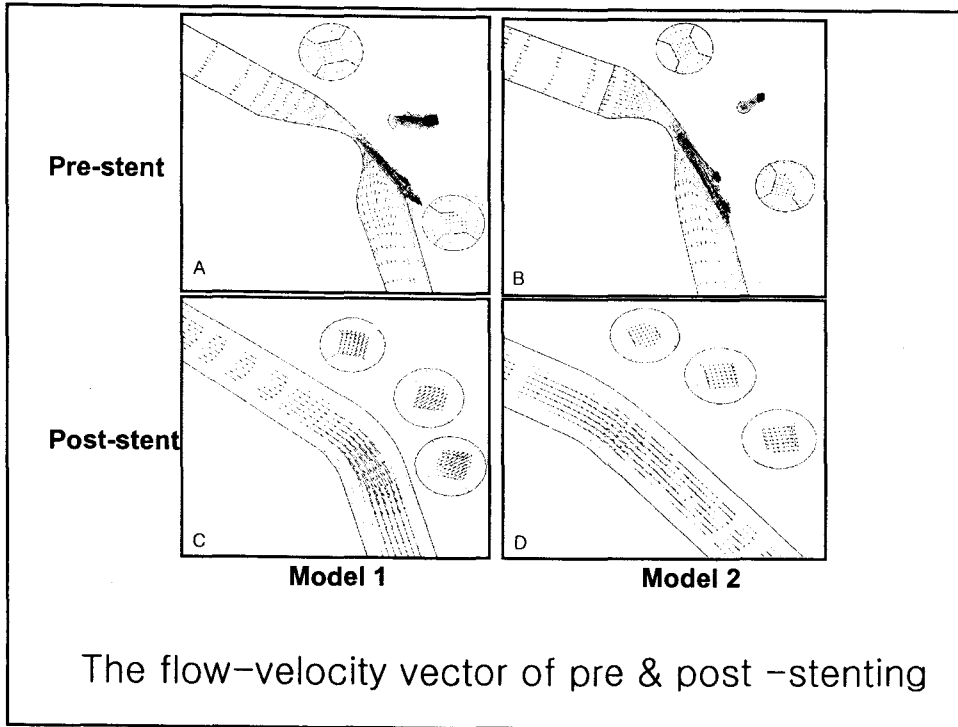 Pre-stent
A
B
Post-stent
C
D
Model 1
Model 2
The flow-velocity vector of pre & post -stenting